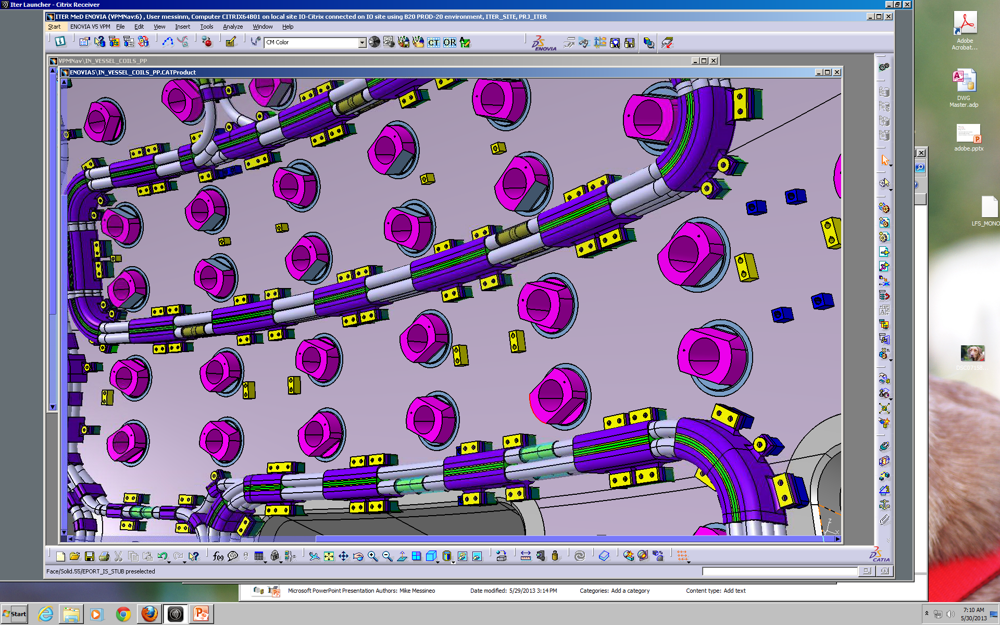 Iter Launcher - Citrix Receiver
ITER MeD ENOVIA (VPMNav:6) , User messinm, Computer CITRIX64B01 on local site IO-Citrix connected on IO site using B20 PROD-20 environment, ITER_SITE, PRJ_ITER
Start ENOVIA V5 VPM File Edit View Insert Tools Analyze Window Help
CM Color
CT OR
ENOVIA
VPMNav\IN_VESSEL_COILS_PP
ENOVIA5\IN_VESSEL_COILS_PP.CATProduct
Adobe
Acrobat...
DWG
Master.adp
adobe.pptx
LFS_MONO
DSC07158...
Z
Y X
f(x)
CATIA
Face/Solid.55/EPORT_IS_STUB preselected
Microsoft PowerPoint Presentation Authors: Mike Messineo Date modified: 5/29/2013 3:14 PM Categories: Add a category Content type: Add text
Start
7:10 AM
5/30/2013